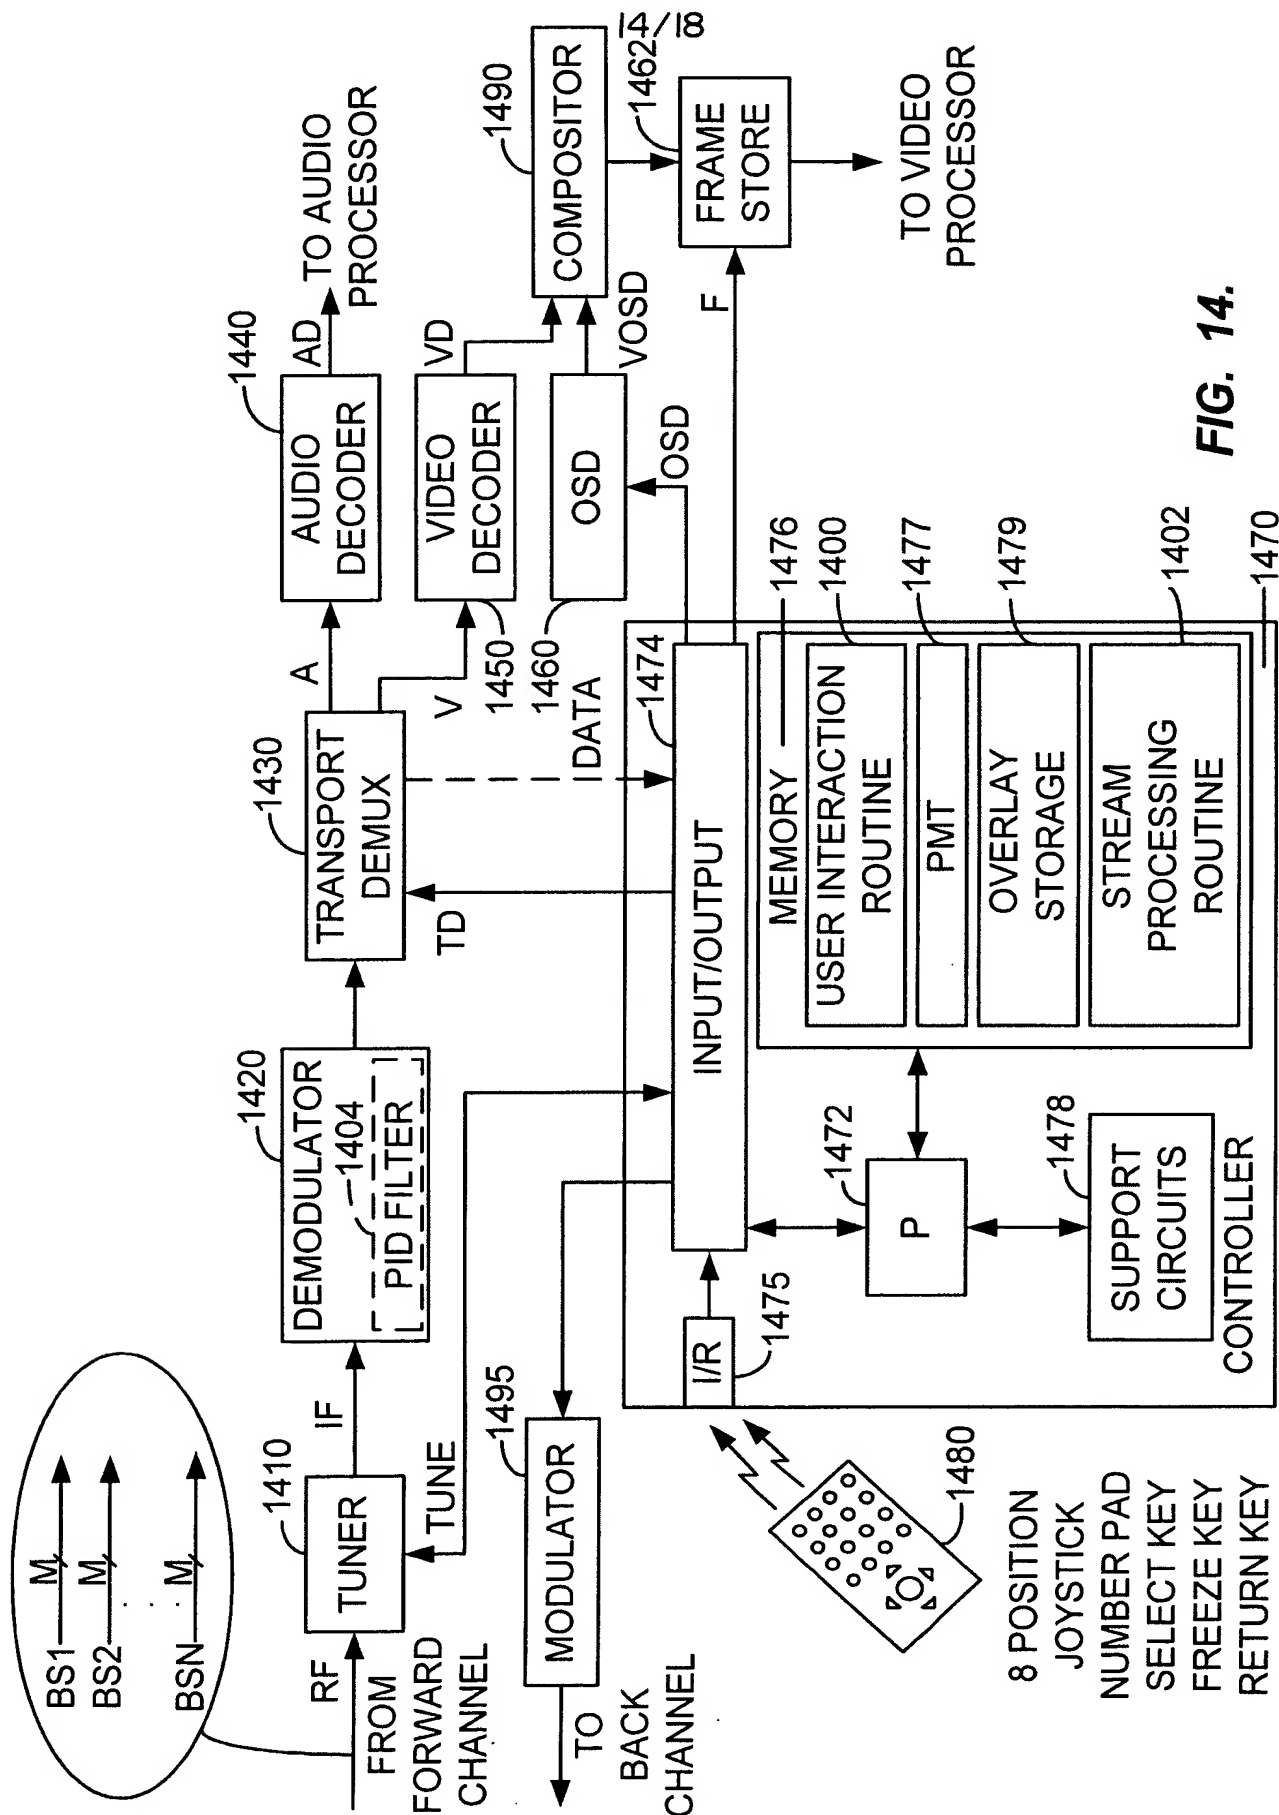 14/18
BS1
M
BS2
M
BSN
M
RF
FROM
FORWARD
CHANNEL
1410
TUNER
IF
TUNE
1420
DEMODULATOR
1404
PID FILTER
1430
TRANSPORT
DEMUX
TD
A
V
DATA
1440
AUDIO
DECODER
AD
TO AUDIO
PROCESSOR
VIDEO
DECODER
1450
VD
OSD
1460
VOSD
OSD
1490
COMPOSITOR
1462
FRAME
STORE
F
TO VIDEO
PROCESSOR
1495
MODULATOR
TO
BACK
CHANNEL
1474
INPUT/OUTPUT
I/R
1475
1472
P
1478
SUPPORT
CIRCUITS
CONTROLLER
MEMORY
1476
USER INTERACTION
ROUTINE
1400
PMT
1477
OVERLAY
STORAGE
1479
STREAM
PROCESSING
ROUTINE
1402
1470
1480
8 POSITION
JOYSTICK
NUMBER PAD
SELECT KEY
FREEZE KEY
RETURN KEY
FIG. 14.